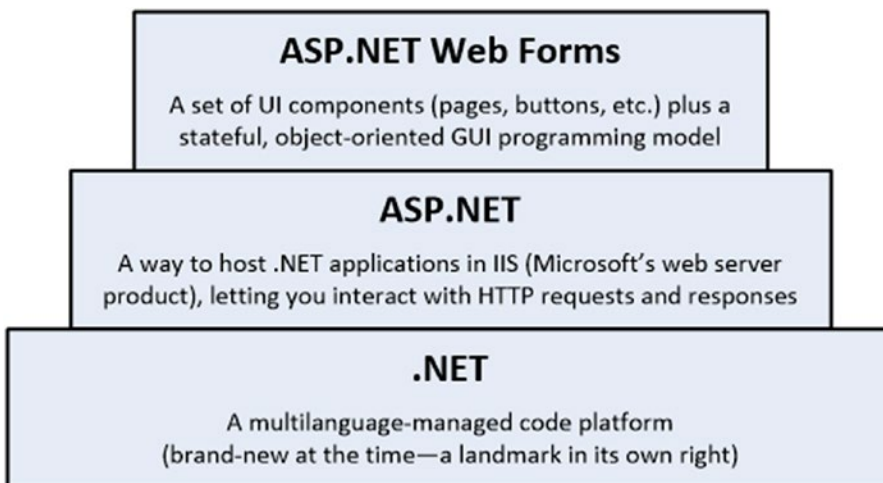 ASP.NET Web Forms
A set of UI components (pages, buttons, etc.) plus a
stateful, object-oriented GUI programming model
ASP.NET
A way to host .NET applications in IIS (Microsoft’s web server
product), letting you interact with HTTP requests and responses
.NET
A multilanguage-managed code platform
(brand-new at the time—a landmark in its own right)